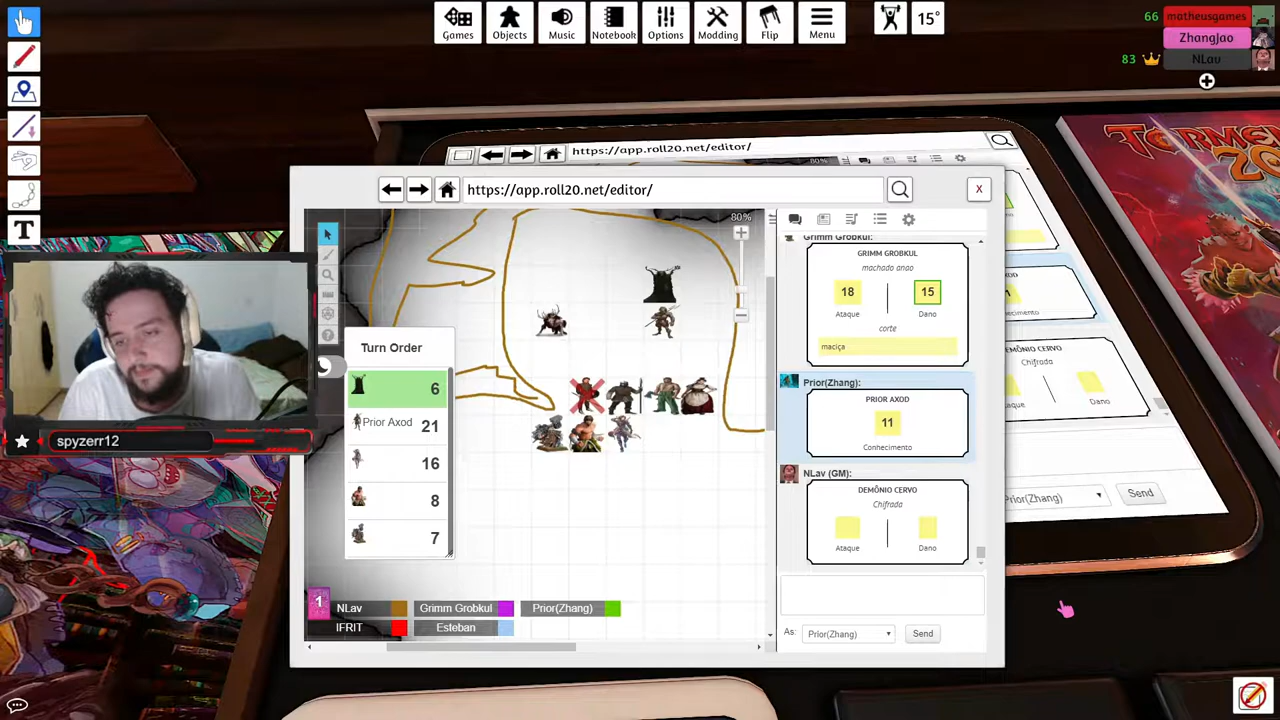 Games
Objects
Music
Notebook
Options
Modding
Flip
Menu
15°
66 matheusgames
ZhangJao
83 NLav
T
https://app.roll20.net/editor/
80%
https://app.roll20.net/editor/
X
80%
Turn Order
6
Prior Axod 21
16
8
7
Grimm Grobkul:
GRIMM GROBKUL
machado anao
18
15
Ataque
Dano
corte
maciça
Prior(Zhang):
PRIOR AXOD
11
Conhecimento
NLav (GM):
DEMÔNIO CERVO
Chifrada
Ataque
Dano
As:
Prior(Zhang)
Send
1
NLav
Grimm Grobkul
Prior(Zhang)
IFRIT
Esteban
spyzerr12
Conhecimento
DEMÔNIO CERVO
Chifrada
Dano
Prior(Zhang)
Send